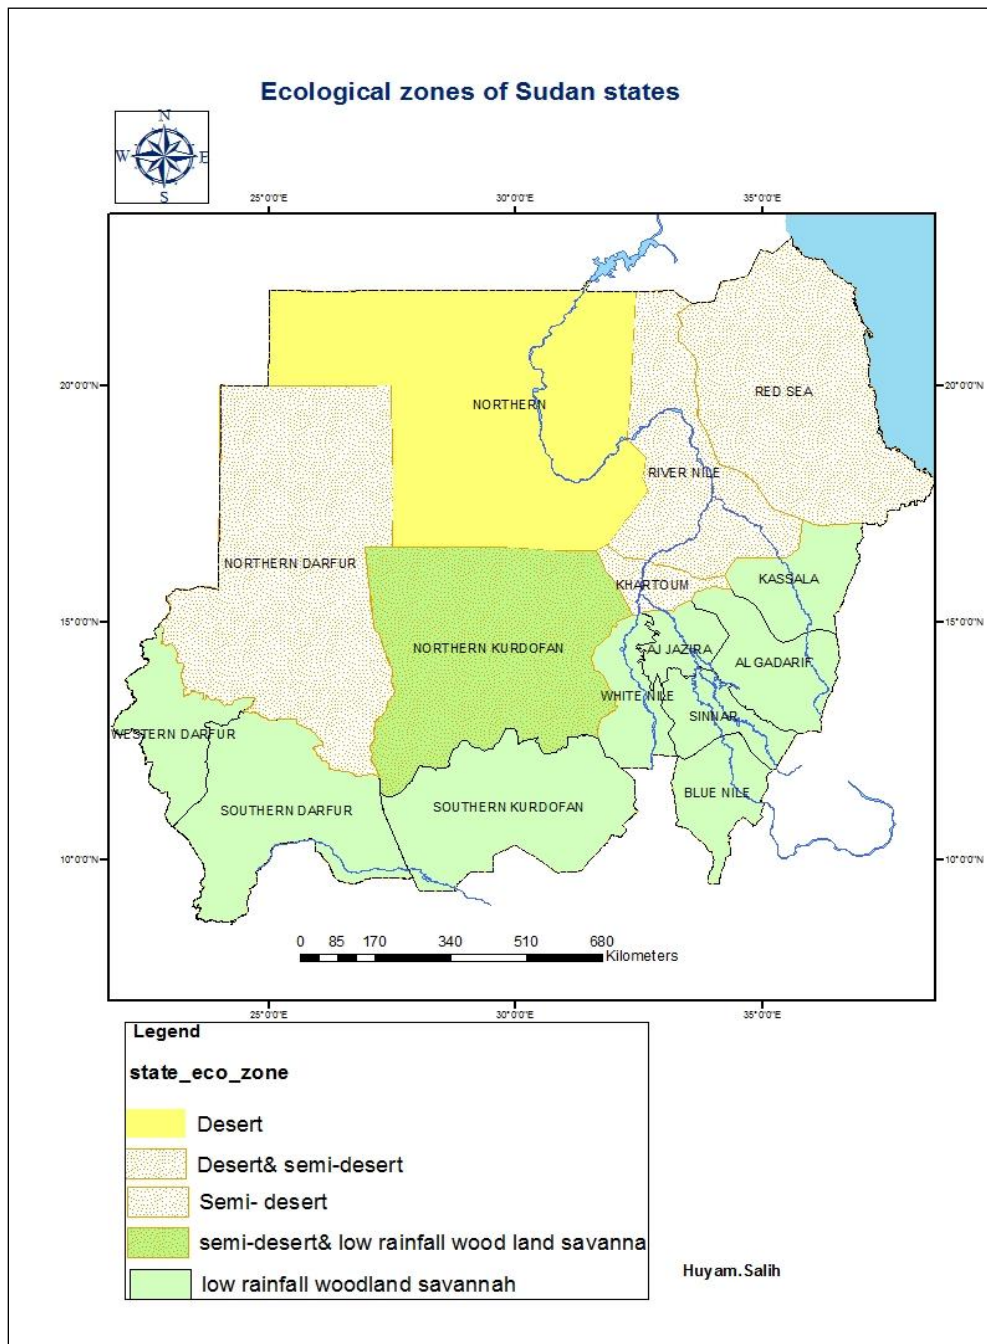 Ecological zones of Sudan states
N
W E
S
25°0'0"E 30°0'0"E 35°0'0"E
20°0'0"N 20°0'0"N
NORTHERN
RED SEA
RIVER NILE
NORTHERN DARFUR
KHARTOUM
KASSALA
15°0'0"N 15°0'0"N
NORTHERN KURDOFAN
AJ JAZIRA
AL GADARIF
WHITE NILE
SINNAR
WESTERN DARFUR
BLUE NILE
SOUTHERN DARFUR
SOUTHERN KURDOFAN
10°0'0"N 10°0'0"N
0 85 170 340 510 680
Kilometers
25°0'0"E 30°0'0"E 35°0'0"E
Legend
state_eco_zone
Desert
Desert& semi-desert
Semi- desert
semi-desert& low rainfall wood land savanna
low rainfall woodland savannah
Huyam.Salih